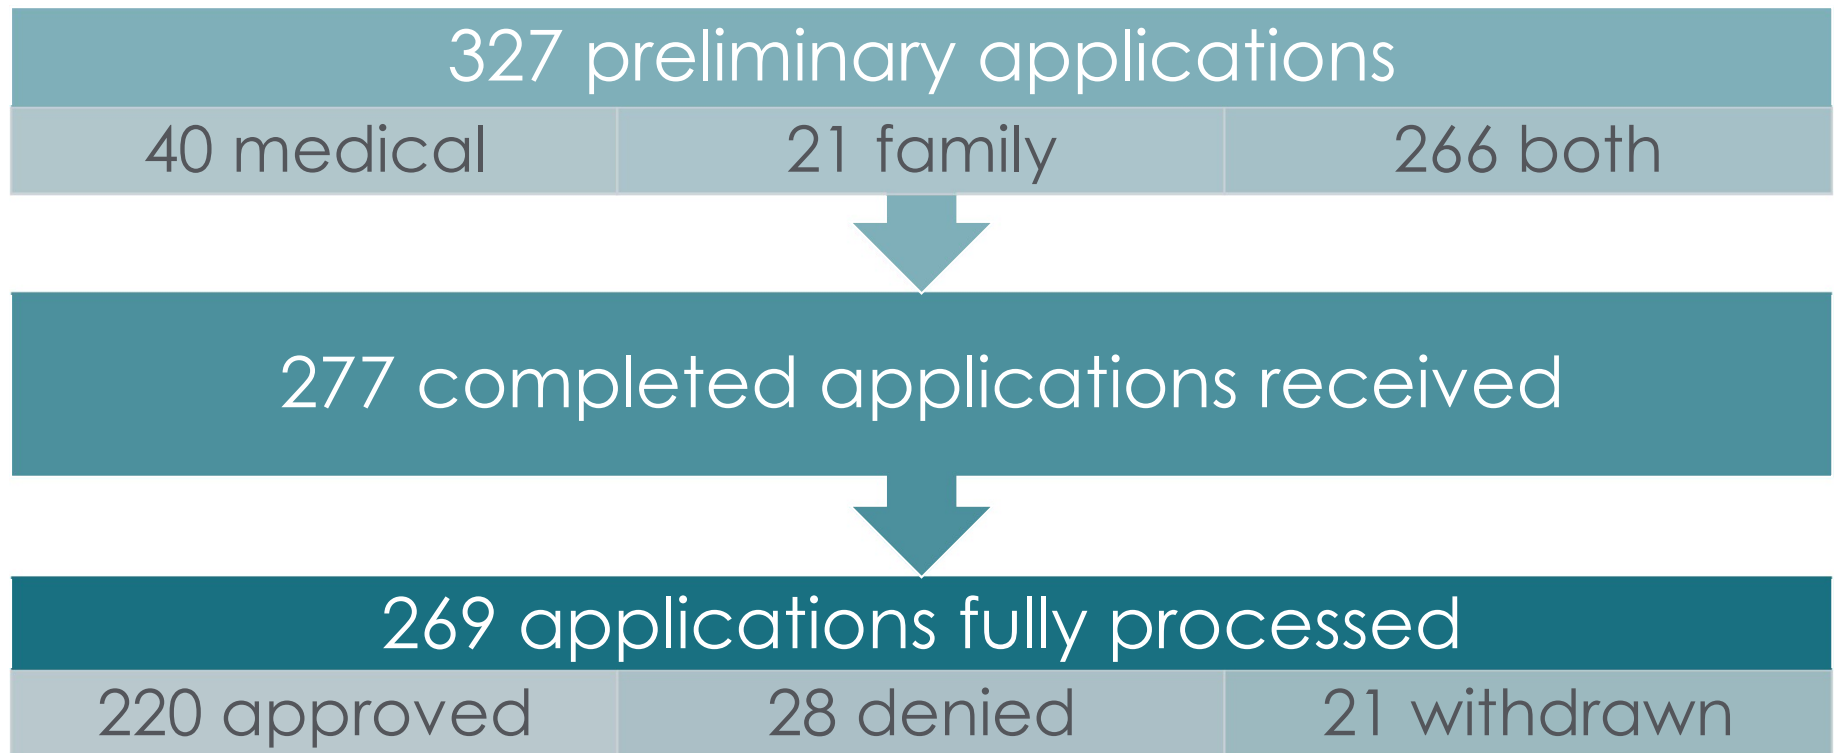 327 preliminary applications
40 medical
21 family
266 both
277 completed applications received
269 applications fully processed
220 approved
28 denied
21 withdrawn